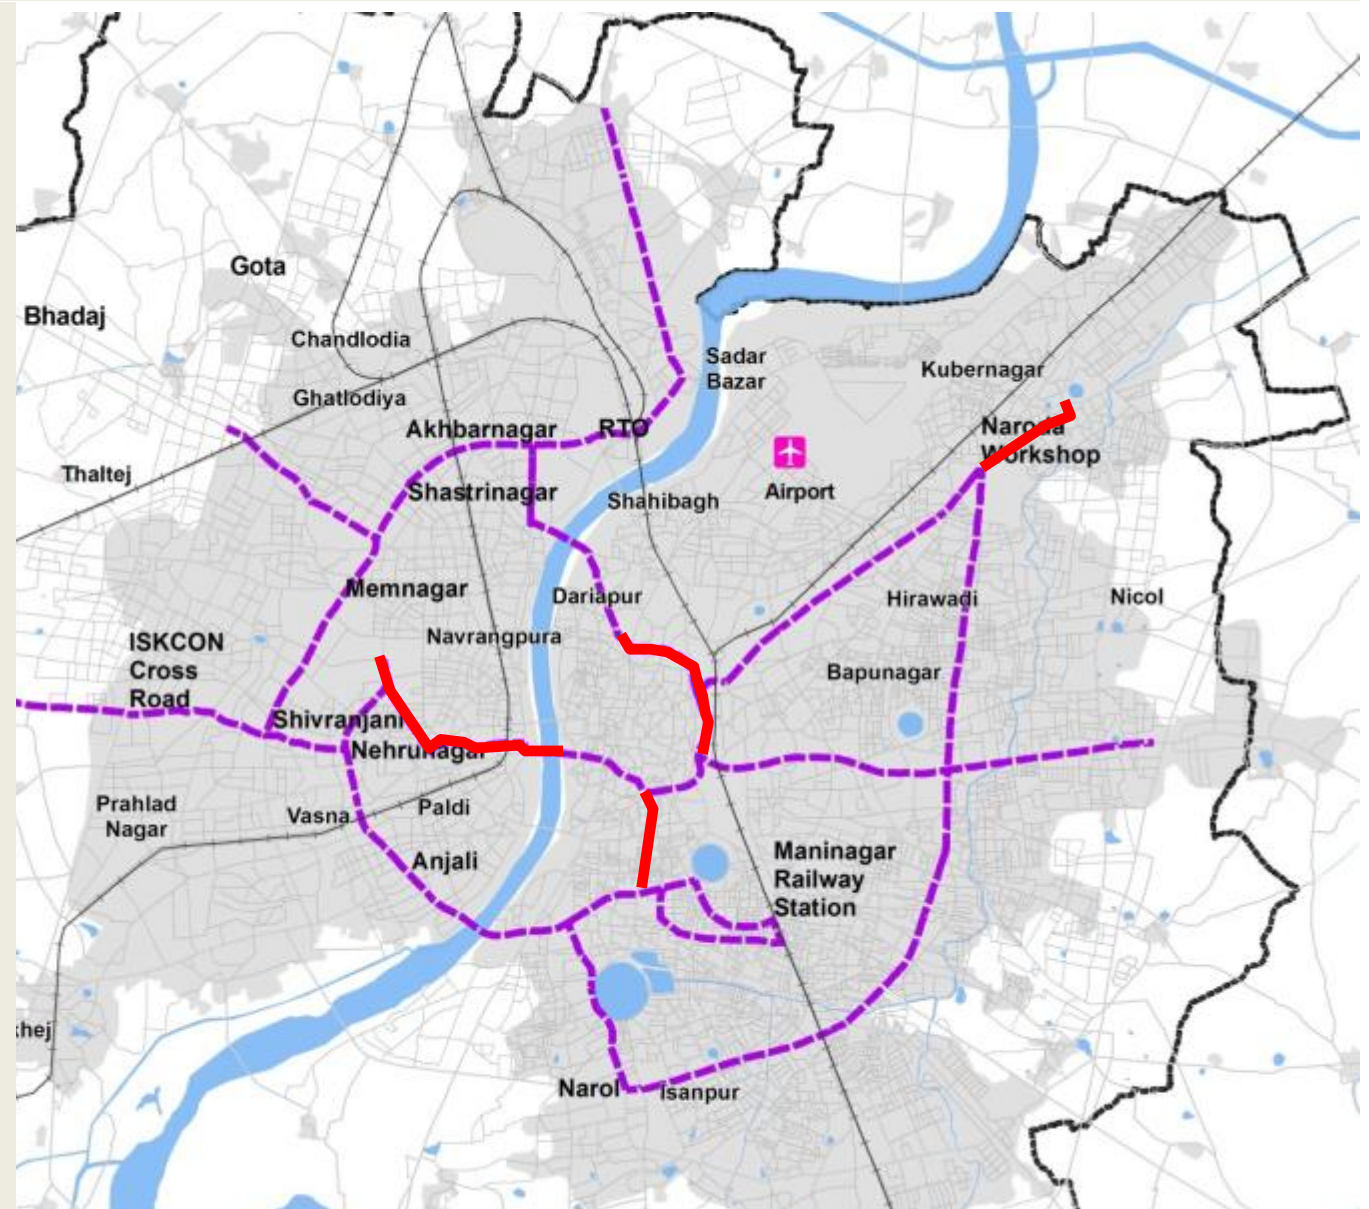 Gota
Bhadaj
Chandlodia
Sadar
Bazar
Kubernagar
Ghatlodiya
Akhbarnagar
RTO
Naroda
Workshop
Thaltej
Shastrinagar
Shahibagh
Airport
Memnagar
Dariapur
Hirawadi
Nicol
Navrangpura
ISKCON
Cross
Road
Bapunagar
Shivranjani
Nehrunagar
Prahlad
Nagar
Vasna
Paldi
Anjali
Maninagar
Railway
Station
khej
Narol
Isanpur